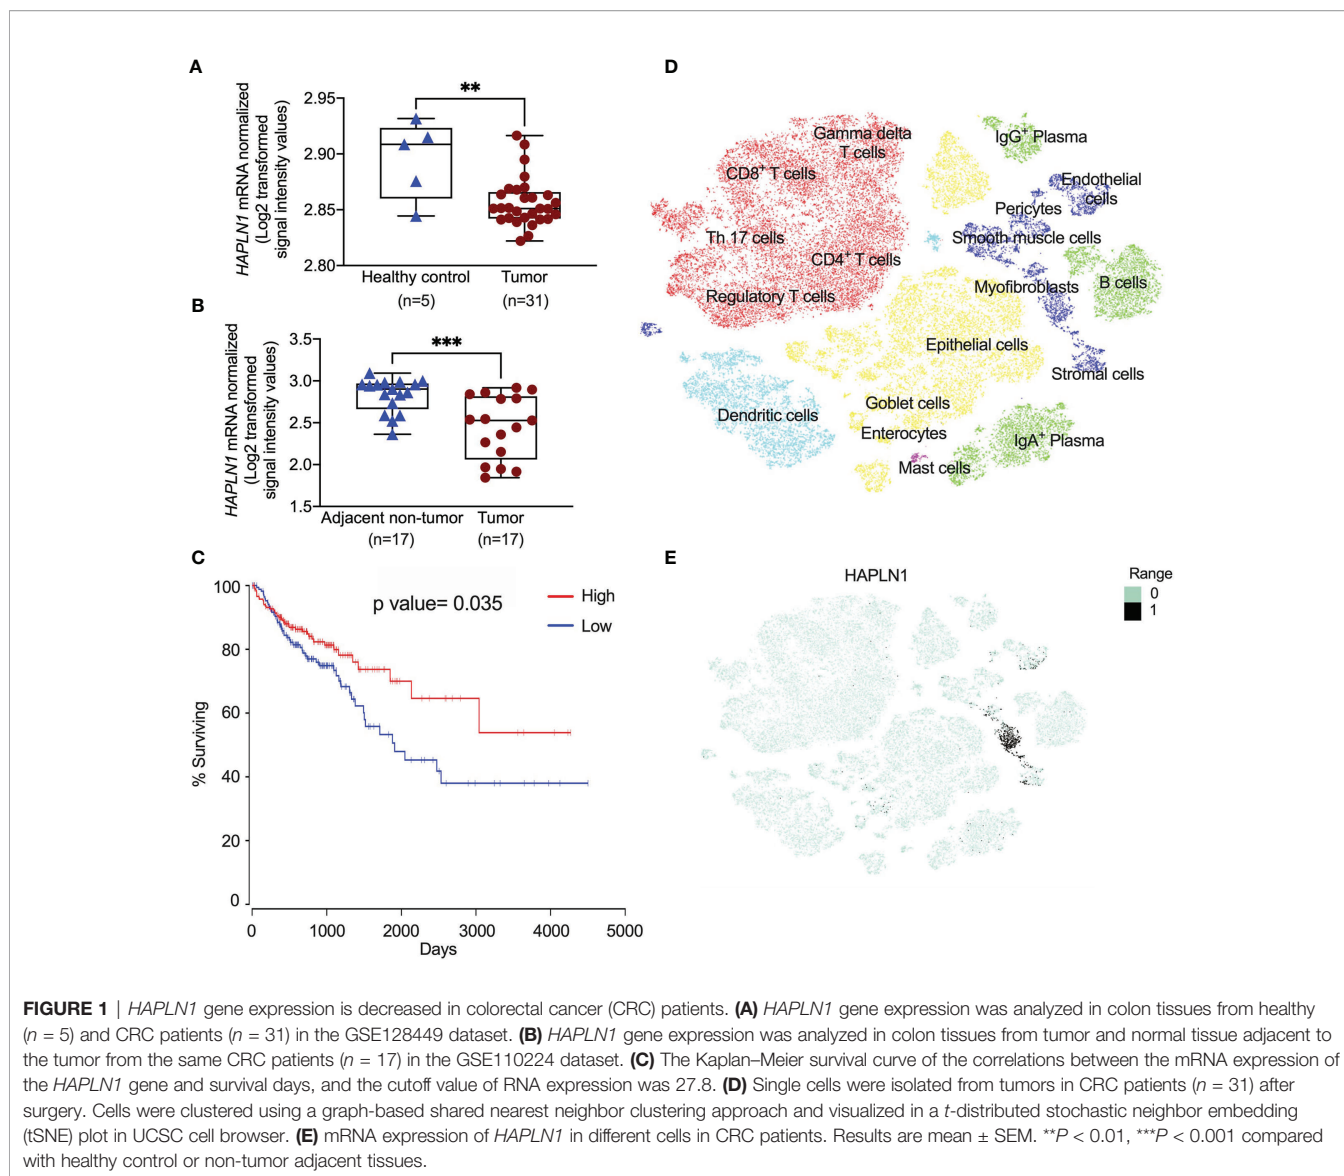 A
HAPLN1 mRNA normalized
(Log2 transformed
signal intensity values)
2.95
2.90
2.85
2.80
**
Healthy control
Tumor
(n=5)
(n=31)
B
HAPLN1 mRNA normalized
(Log2 transformed
signal intensity values)
3.5
3.0
2.5
2.0
1.5
***
Adjacent non-tumor
Tumor
(n=17)
(n=17)
C
% Surviving
100
80
60
40
20
0
p value= 0.035
High
Low
0
1000
2000
3000
4000
5000
Days
D
Gamma delta
T cells
CD8+ T cells
Th 17 cells
CD4+ T cells
Regulatory T cells
IgG+ Plasma
Endothelial
cells
Pericytes
Smooth muscle cells
Myofibroblasts
B cells
Epithelial cells
Stromal cells
Goblet cells
Dendritic cells
Enterocytes
IgA+ Plasma
Mast cells
E
HAPLN1
Range
0
1
FIGURE 1 | HAPLN1 gene expression is decreased in colorectal cancer (CRC) patients. (A) HAPLN1 gene expression was analyzed in colon tissues from healthy
(n = 5) and CRC patients (n = 31) in the GSE128449 dataset. (B) HAPLN1 gene expression was analyzed in colon tissues from tumor and normal tissue adjacent to
the tumor from the same CRC patients (n = 17) in the GSE110224 dataset. (C) The Kaplan–Meier survival curve of the correlations between the mRNA expression of
the HAPLN1 gene and survival days, and the cutoff value of RNA expression was 27.8. (D) Single cells were isolated from tumors in CRC patients (n = 31) after
surgery. Cells were clustered using a graph-based shared nearest neighbor clustering approach and visualized in a t-distributed stochastic neighbor embedding
(tSNE) plot in UCSC cell browser. (E) mRNA expression of HAPLN1 in different cells in CRC patients. Results are mean ± SEM. **P < 0.01, ***P < 0.001 compared
with healthy control or non-tumor adjacent tissues.